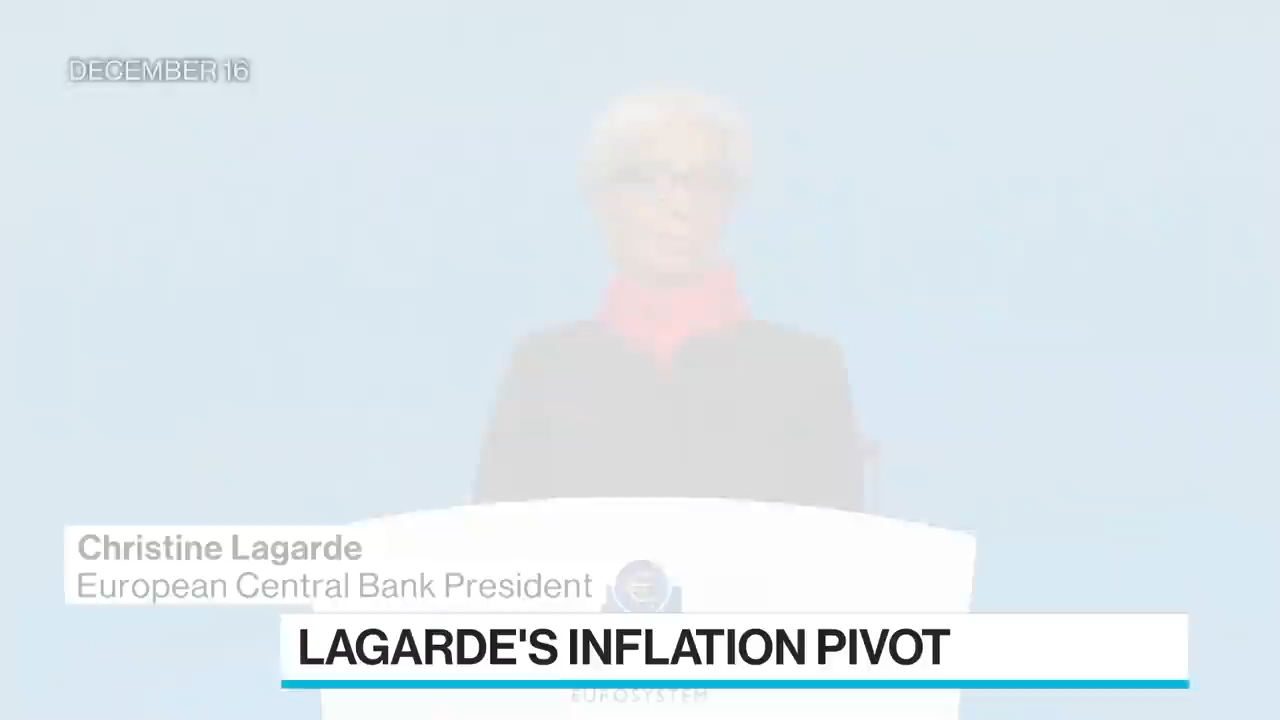 DECEMBER 16
Christine Lagarde
European Central Bank President
LAGARDE'S INFLATION PIVOT
EUROSYSTEM